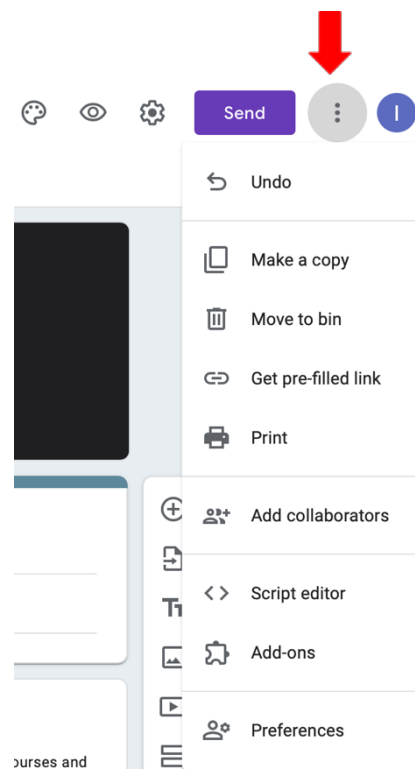 Send
I
Undo
Make a copy
Move to bin
Get pre-filled link
Print
Add collaborators
Script editor
Add-ons
Preferences
ourses and